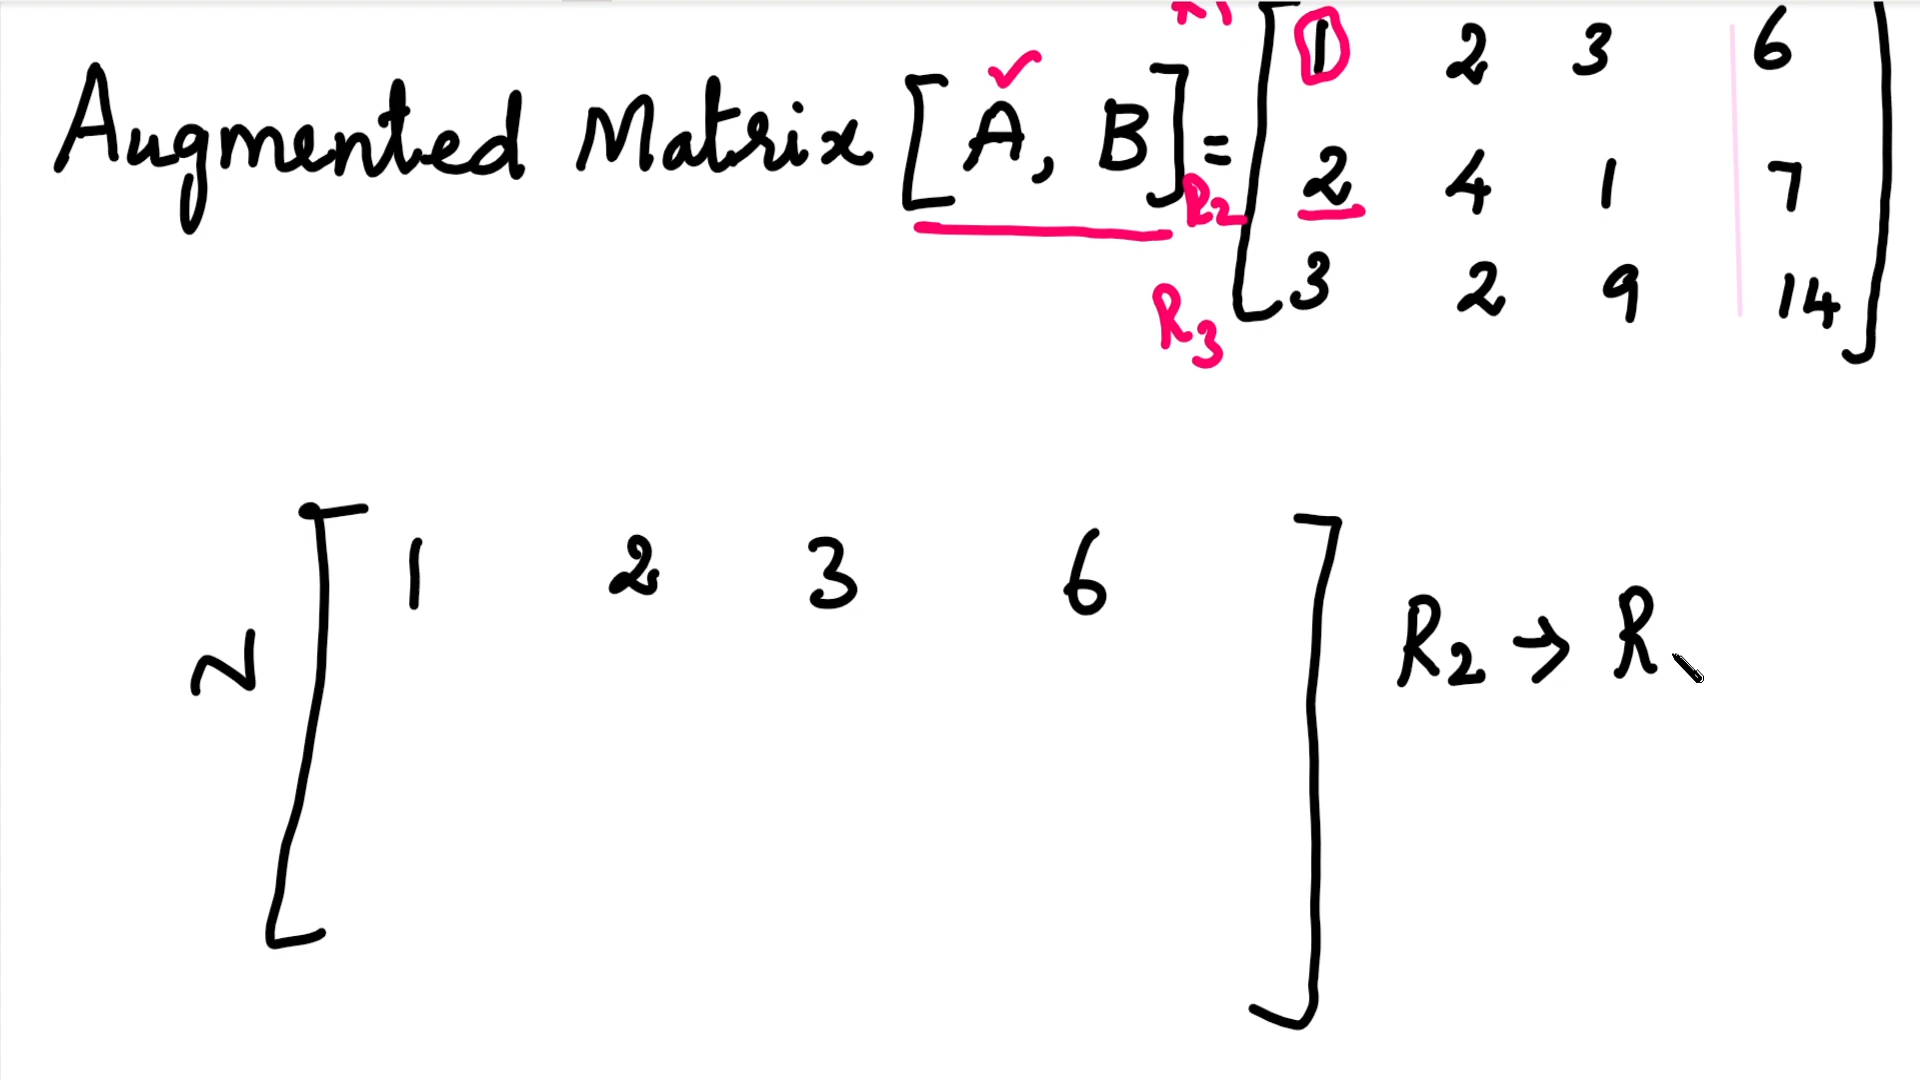 1 2 3 6
Augmented Matrix [A, B] =
R2 2 4 1 7
R3 3 2 9 14
~ 1 2 3 6
R2 → R